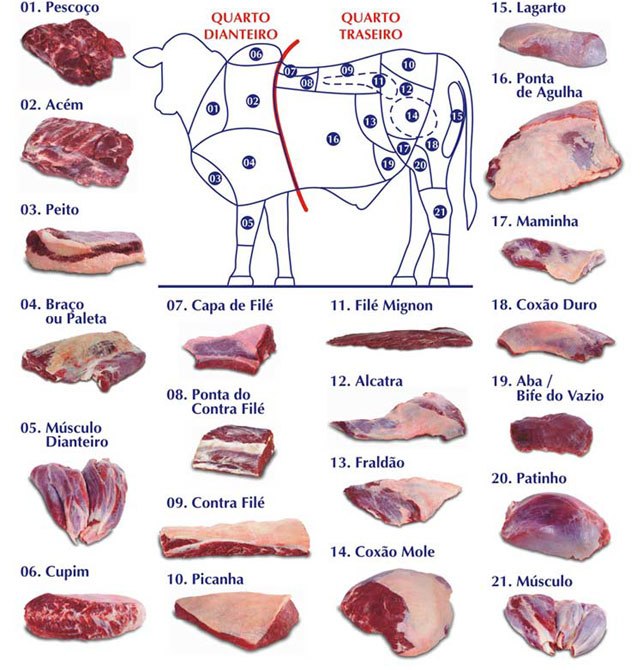 01. Pescoço
02. Acém
03. Peito
04. Braço
ou Paleta
05. Músculo
Dianteiro
06. Cupim
QUARTO
DIANTEIRO
QUARTO
TRASEIRO
06
07
09
10
08
11
12
01
02
13
14
15
16
04
17
18
03
19
20
05
21
07. Capa de Filé
08. Ponta do
Contra Filé
09. Contra Filé
10. Picanha
11. Filé Mignon
12. Alcatra
13. Fraldão
14. Coxão Mole
15. Lagarto
16. Ponta
de Agulha
17. Maminha
18. Coxão Duro
19. Aba /
Bife do Vazio
20. Patinho
21. Músculo